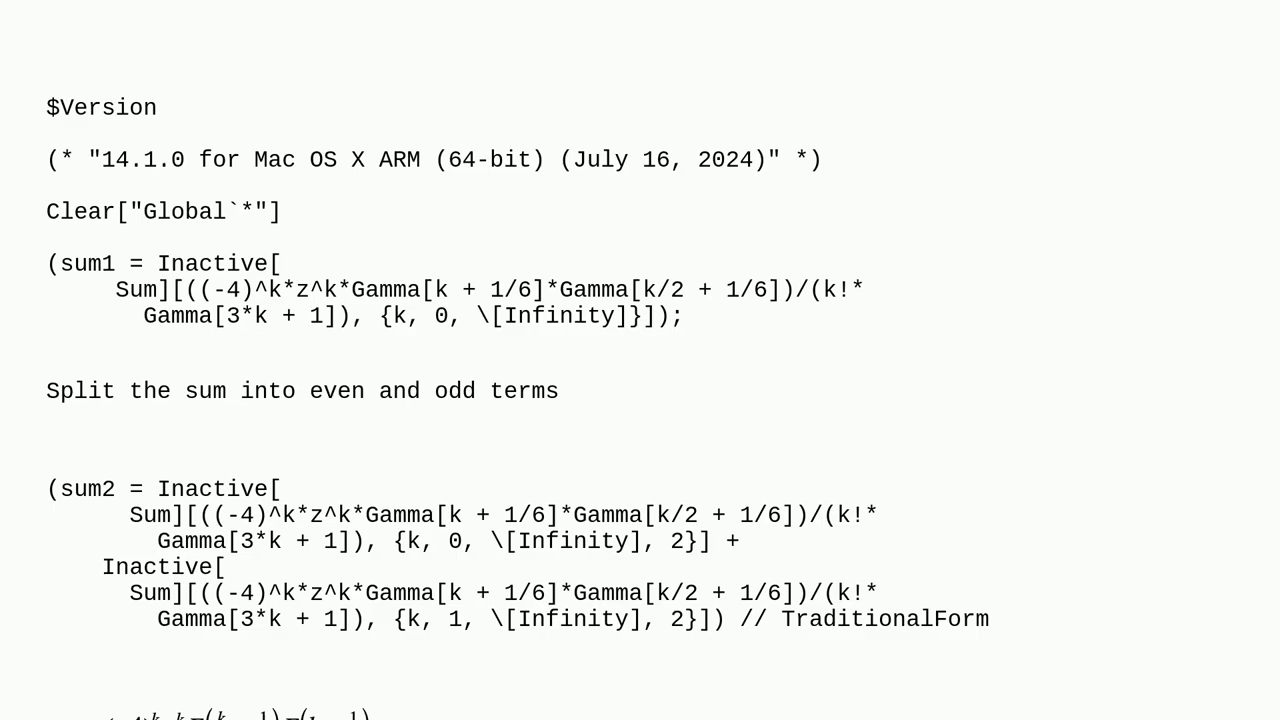 $Version
(* "14.1.0 for Mac OS X ARM (64-bit) (July 16, 2024)" *)
Clear["Global`*"]
(sum1 = Inactive[
Sum][((-4)^k*z^k*Gamma[k + 1/6]*Gamma[k/2 + 1/6])/(k!*
Gamma[3*k + 1]), {k, 0, \[Infinity]}]);
Split the sum into even and odd terms
(sum2 = Inactive[
Sum][((-4)^k*z^k*Gamma[k + 1/6]*Gamma[k/2 + 1/6])/(k!*
Gamma[3*k + 1]), {k, 0, \[Infinity], 2}] +
Inactive[
Sum][((-4)^k*z^k*Gamma[k + 1/6]*Gamma[k/2 + 1/6])/(k!*
Gamma[3*k + 1]), {k, 1, \[Infinity], 2}]) // TraditionalForm